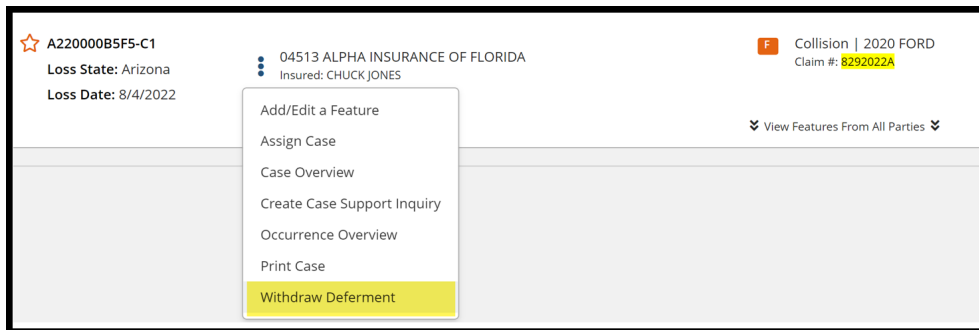 A220000B5F5-C1
Loss State: Arizona
Loss Date: 8/4/2022
04513 ALPHA INSURANCE OF FLORIDA
Insured: CHUCK JONES
F
Collision | 2020 FORD
Claim #: 8292022A
View Features From All Parties
Add/Edit a Feature
Assign Case
Case Overview
Create Case Support Inquiry
Occurrence Overview
Print Case
Withdraw Deferment